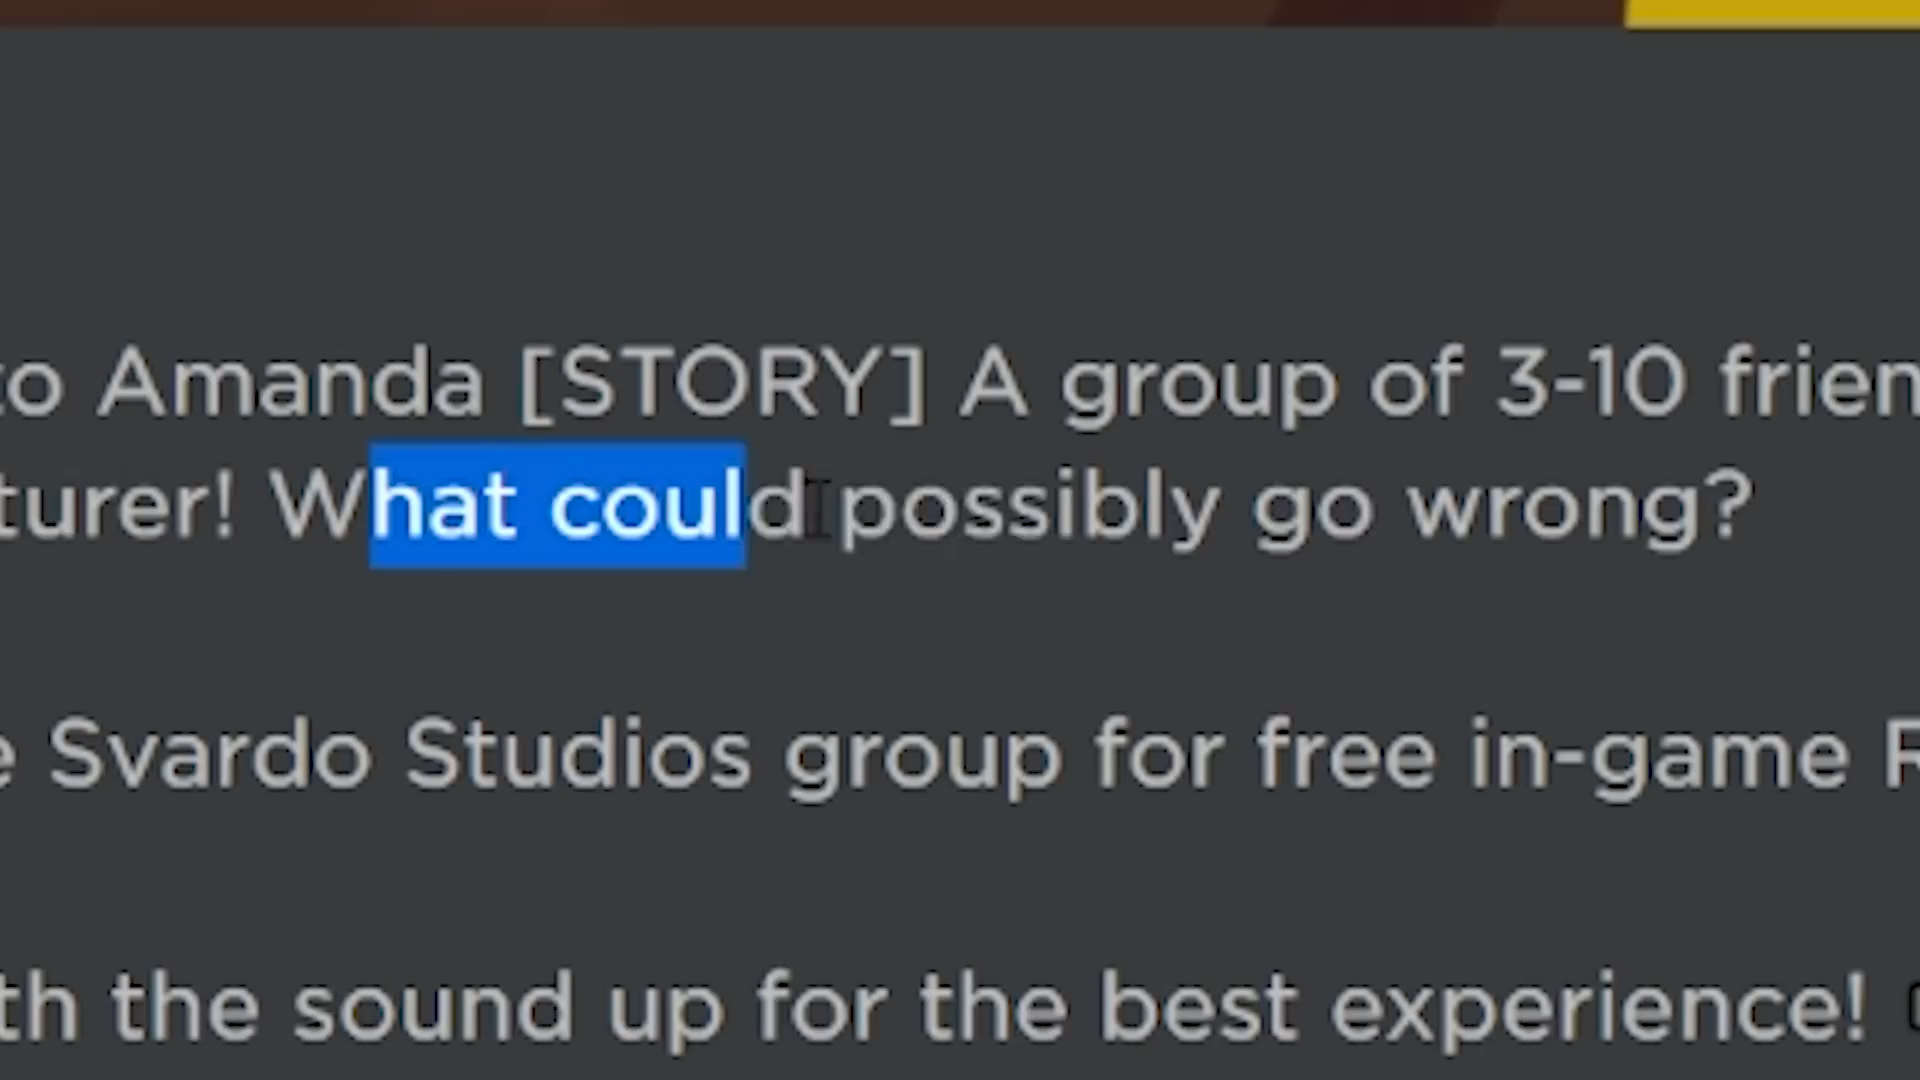 to Amanda [STORY] A group of 3-10 frien
turer! What could possibly go wrong?
e Svardo Studios group for free in-game R
th the sound up for the best experience!